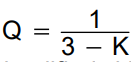 Q = 1 / (3 − K)